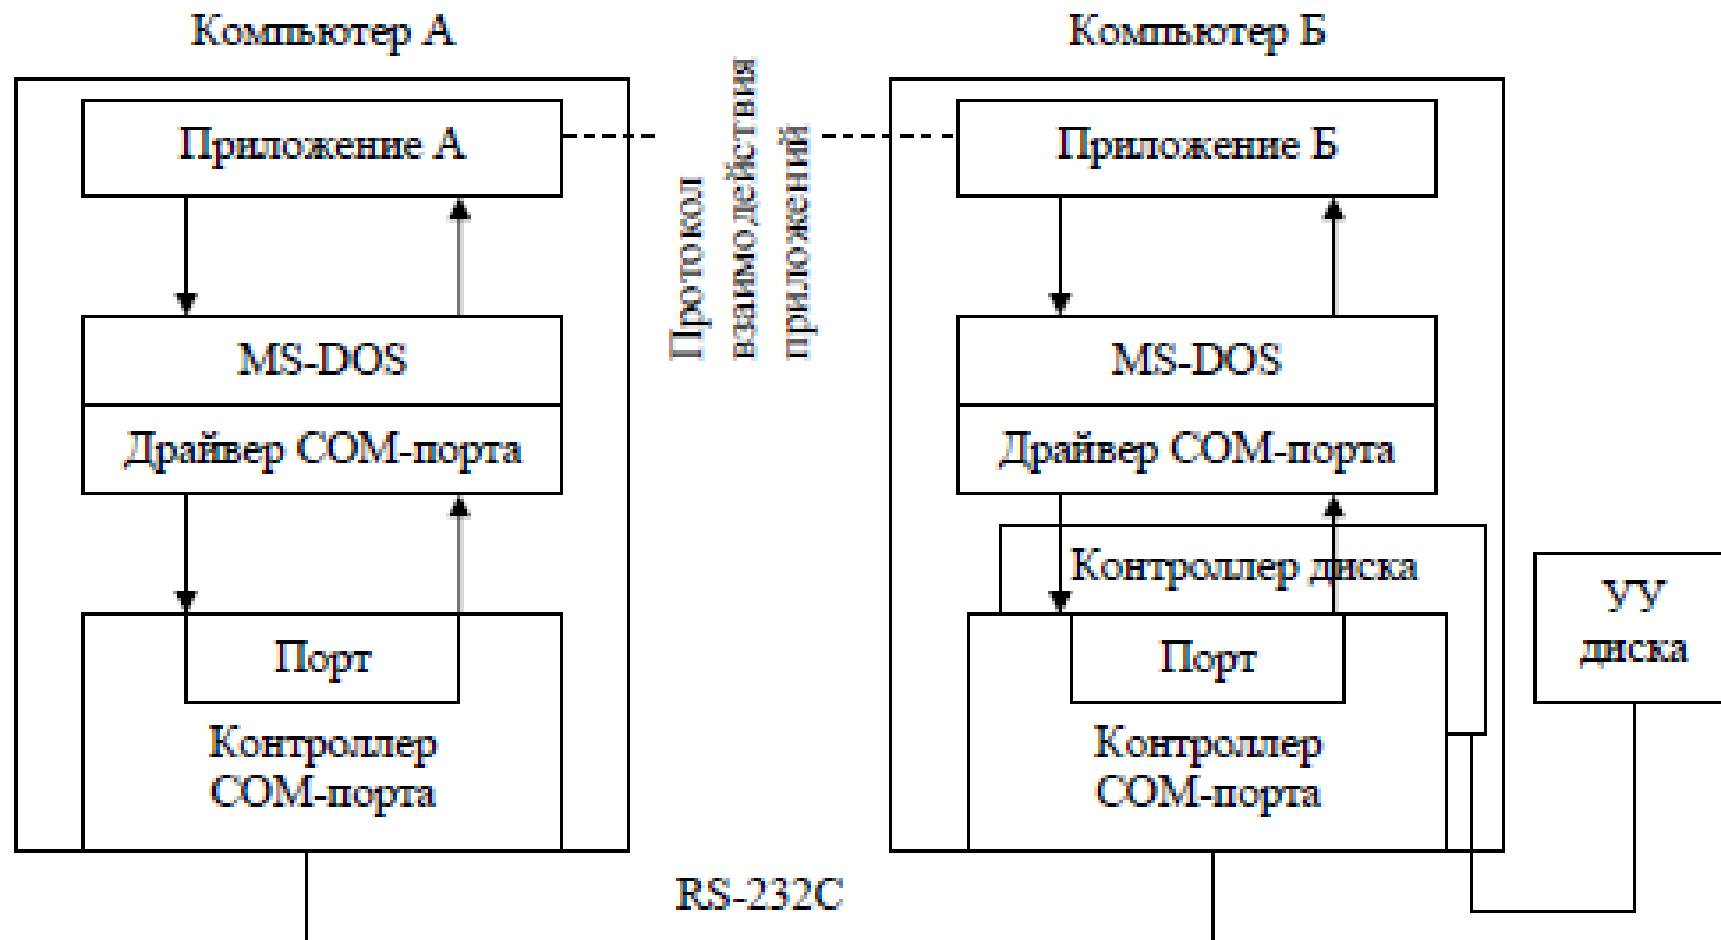 Компьютер А
Приложение А
MS-DOS
Драйвер COM-порта
Порт
Контроллер
COM-порта
Протокол
взаимодействия
приложений
RS-232C
Компьютер Б
Приложение Б
MS-DOS
Драйвер COM-порта
Контроллер диска
Порт
Контроллер
COM-порта
УУ
диска